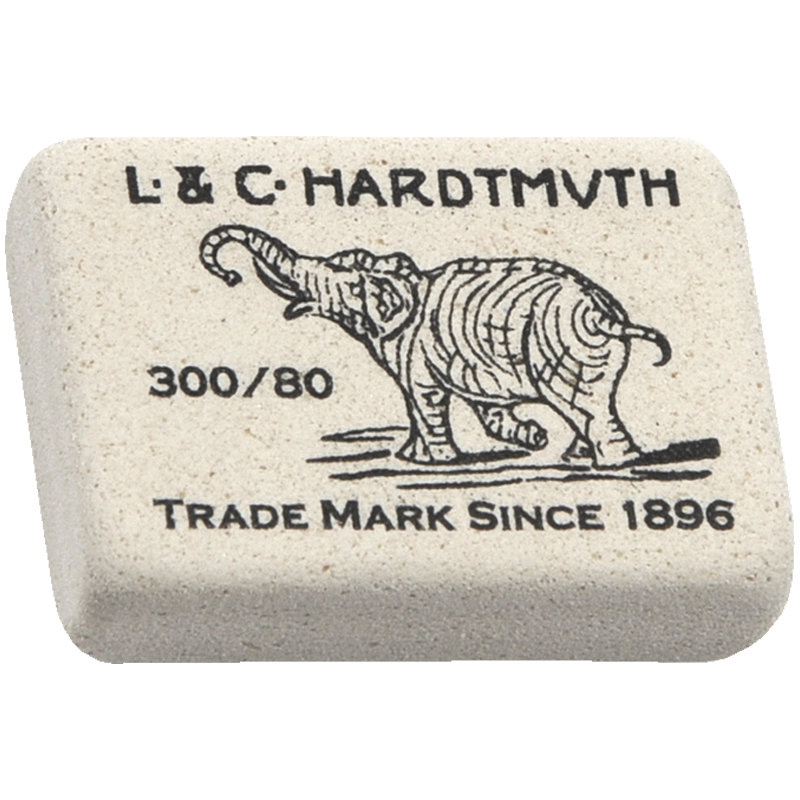 L. & C. HARDTMVTH
300/80
TRADE MARK SINCE 1896